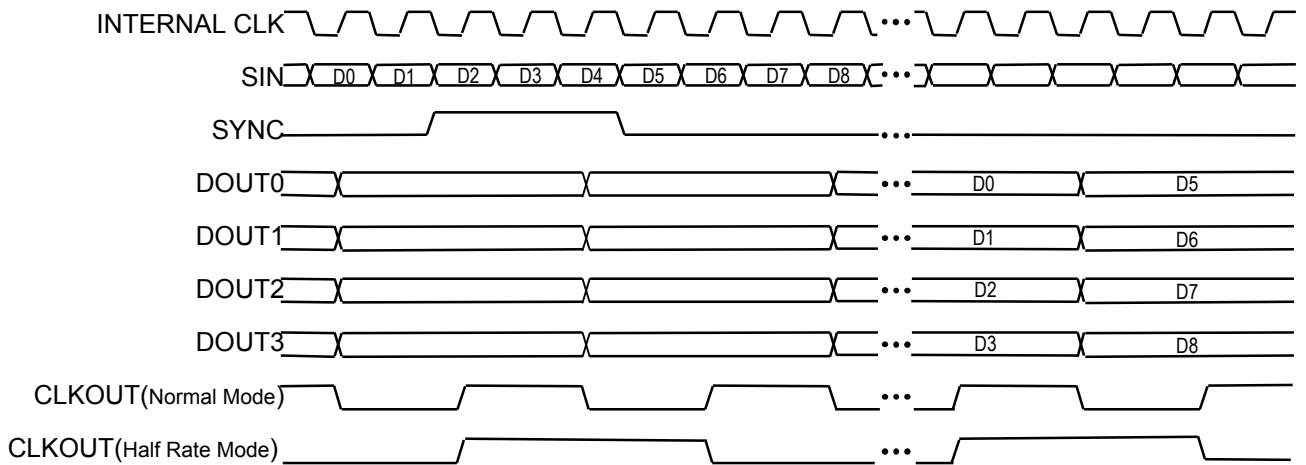 INTERNAL CLK
SIN D0 D1 D2 D3 D4 D5 D6 D7 D8
SYNC
DOUT0 D0 D5
DOUT1 D1 D6
DOUT2 D2 D7
DOUT3 D3 D8
CLKOUT(Normal Mode)
CLKOUT(Half Rate Mode)